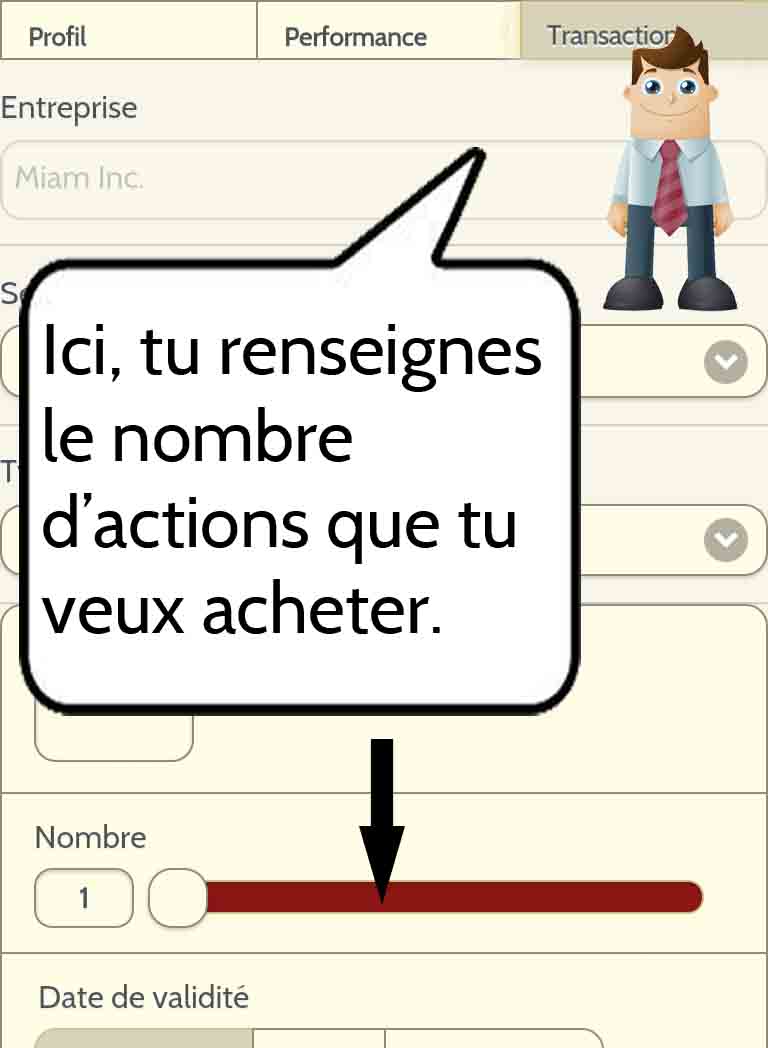 Profil Performance Transaction
Entreprise
Miam Inc.
Ici, tu renseignes
le nombre
d’actions que tu
veux acheter.
Nombre
1
Date de validité